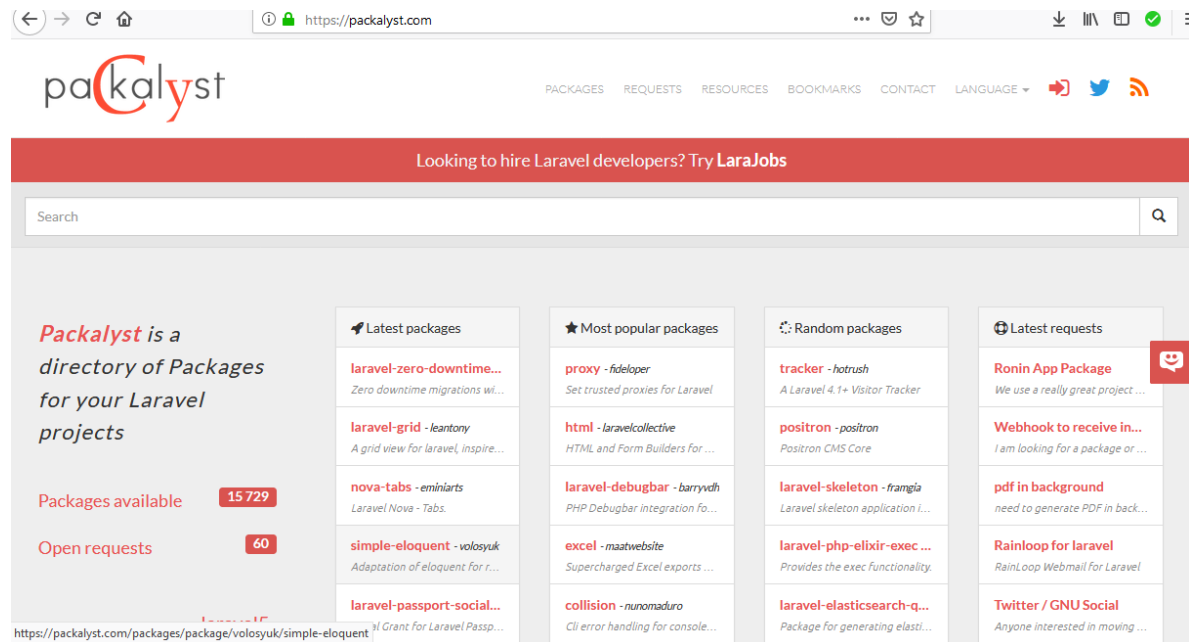 https://packalyst.com
packalyst
PACKAGES REQUESTS RESOURCES BOOKMARKS CONTACT LANGUAGE
Looking to hire Laravel developers? Try LaraJobs
Search
Packalyst is a
directory of Packages
for your Laravel
projects
Packages available 15 729
Open requests 60
Latest packages
laravel-zero-downtime...
Zero downtime migrations wi...
laravel-grid - leantony
A grid view for laravel, inspire...
nova-tabs - eminiarts
Laravel Nova - Tabs.
simple-eloquent - volosyuk
Adaptation of eloquent for r...
laravel-passport-social...
al Grant for Laravel Passp...
Most popular packages
proxy - fideloper
Set trusted proxies for Laravel
html - laravelcollective
HTML and Form Builders for ...
laravel-debugbar - barryvdh
PHP Debugbar integration fo...
excel - maatwebsite
Supercharged Excel exports ...
collision - nunomaduro
Cli error handling for console...
Random packages
tracker - hotrush
A Laravel 4.1+ Visitor Tracker
positron - positron
Positron CMS Core
laravel-skeleton - framgia
Laravel skeleton application i...
laravel-php-elixir-exec ...
Provides the exec functionality.
laravel-elasticsearch-q...
Package for generating elasti...
Latest requests
Ronin App Package
We use a really great project ...
Webhook to receive in...
I am looking for a package or ...
pdf in background
need to generate PDF in back...
Rainloop for laravel
RainLoop Webmail for Laravel
Twitter / GNU Social
Anyone interested in moving ...
https://packalyst.com/packages/package/volosyuk/simple-eloquent